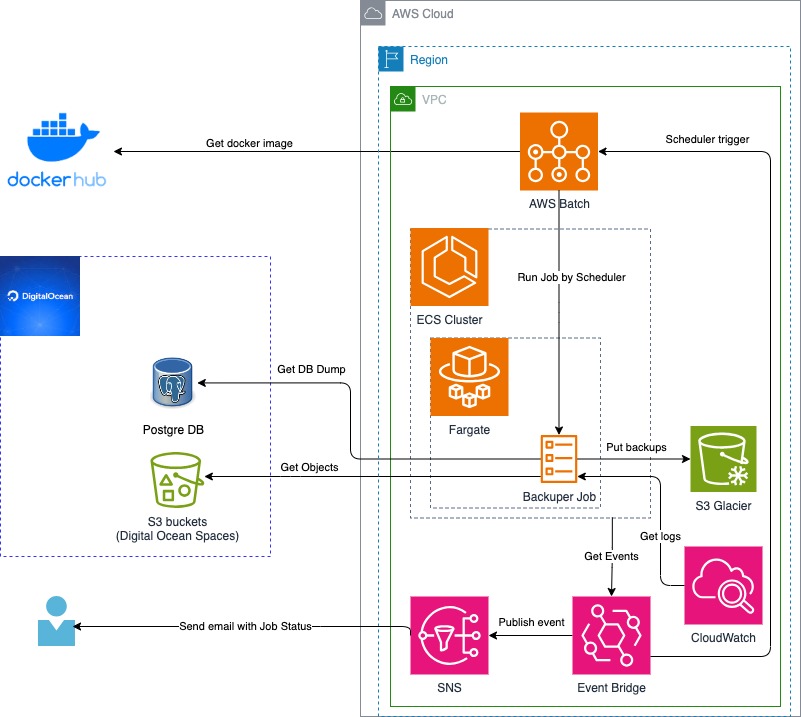 AWS Cloud
Region
VPC
dockerhub
Get docker image
Scheduler trigger
AWS Batch
DigitalOcean
Run Job by Scheduler
ECS Cluster
Get DB Dump
Postgre DB
Fargate
Put backups
Get Objects
Backuper Job
S3 Glacier
S3 buckets
(Digital Ocean Spaces)
Get logs
Get Events
Send email with Job Status
Publish event
CloudWatch
SNS
Event Bridge